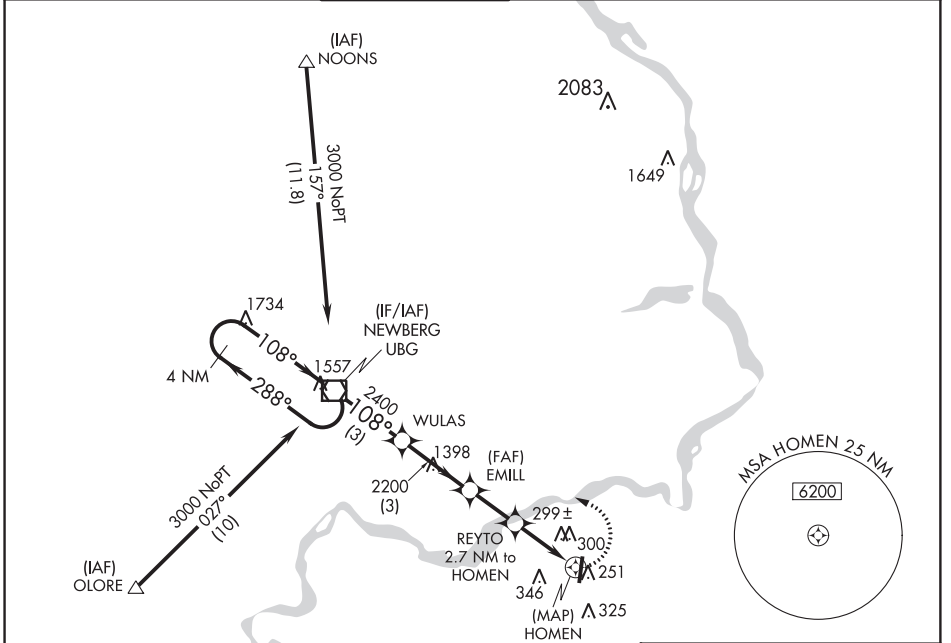 (IAF)
NOONS
2083
1649
3000 NoPT
157°
(11.8)
1734
(IF/IAF)
NEWBERG
UBG
108°
1557
4 NM
288°
2400
108°
(3)
WULAS
1398
(FAF)
EMILL
2200
(3)
3000 NoPT
027°
(10)
(IAF)
OLORE
REYTO
2.7 NM to
HOMEN
299±
300
251
346
325
(MAP)
HOMEN
MSA HOMEN 25 NM
6200